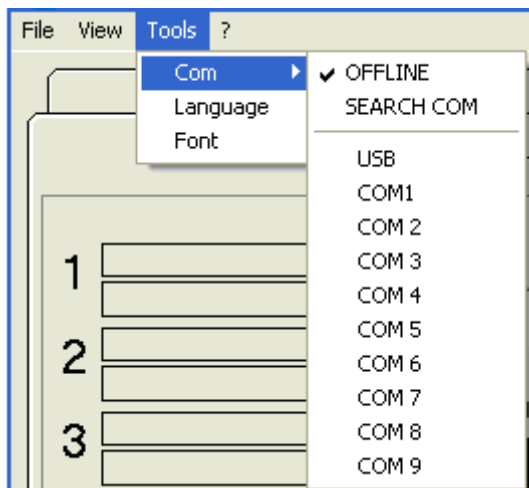 File View Tools ?
Com
Language
Font
OFFLINE
SEARCH COM
USB
COM1
COM 2
COM 3
COM 4
COM 5
COM 6
COM 7
COM 8
COM 9
1
2
3